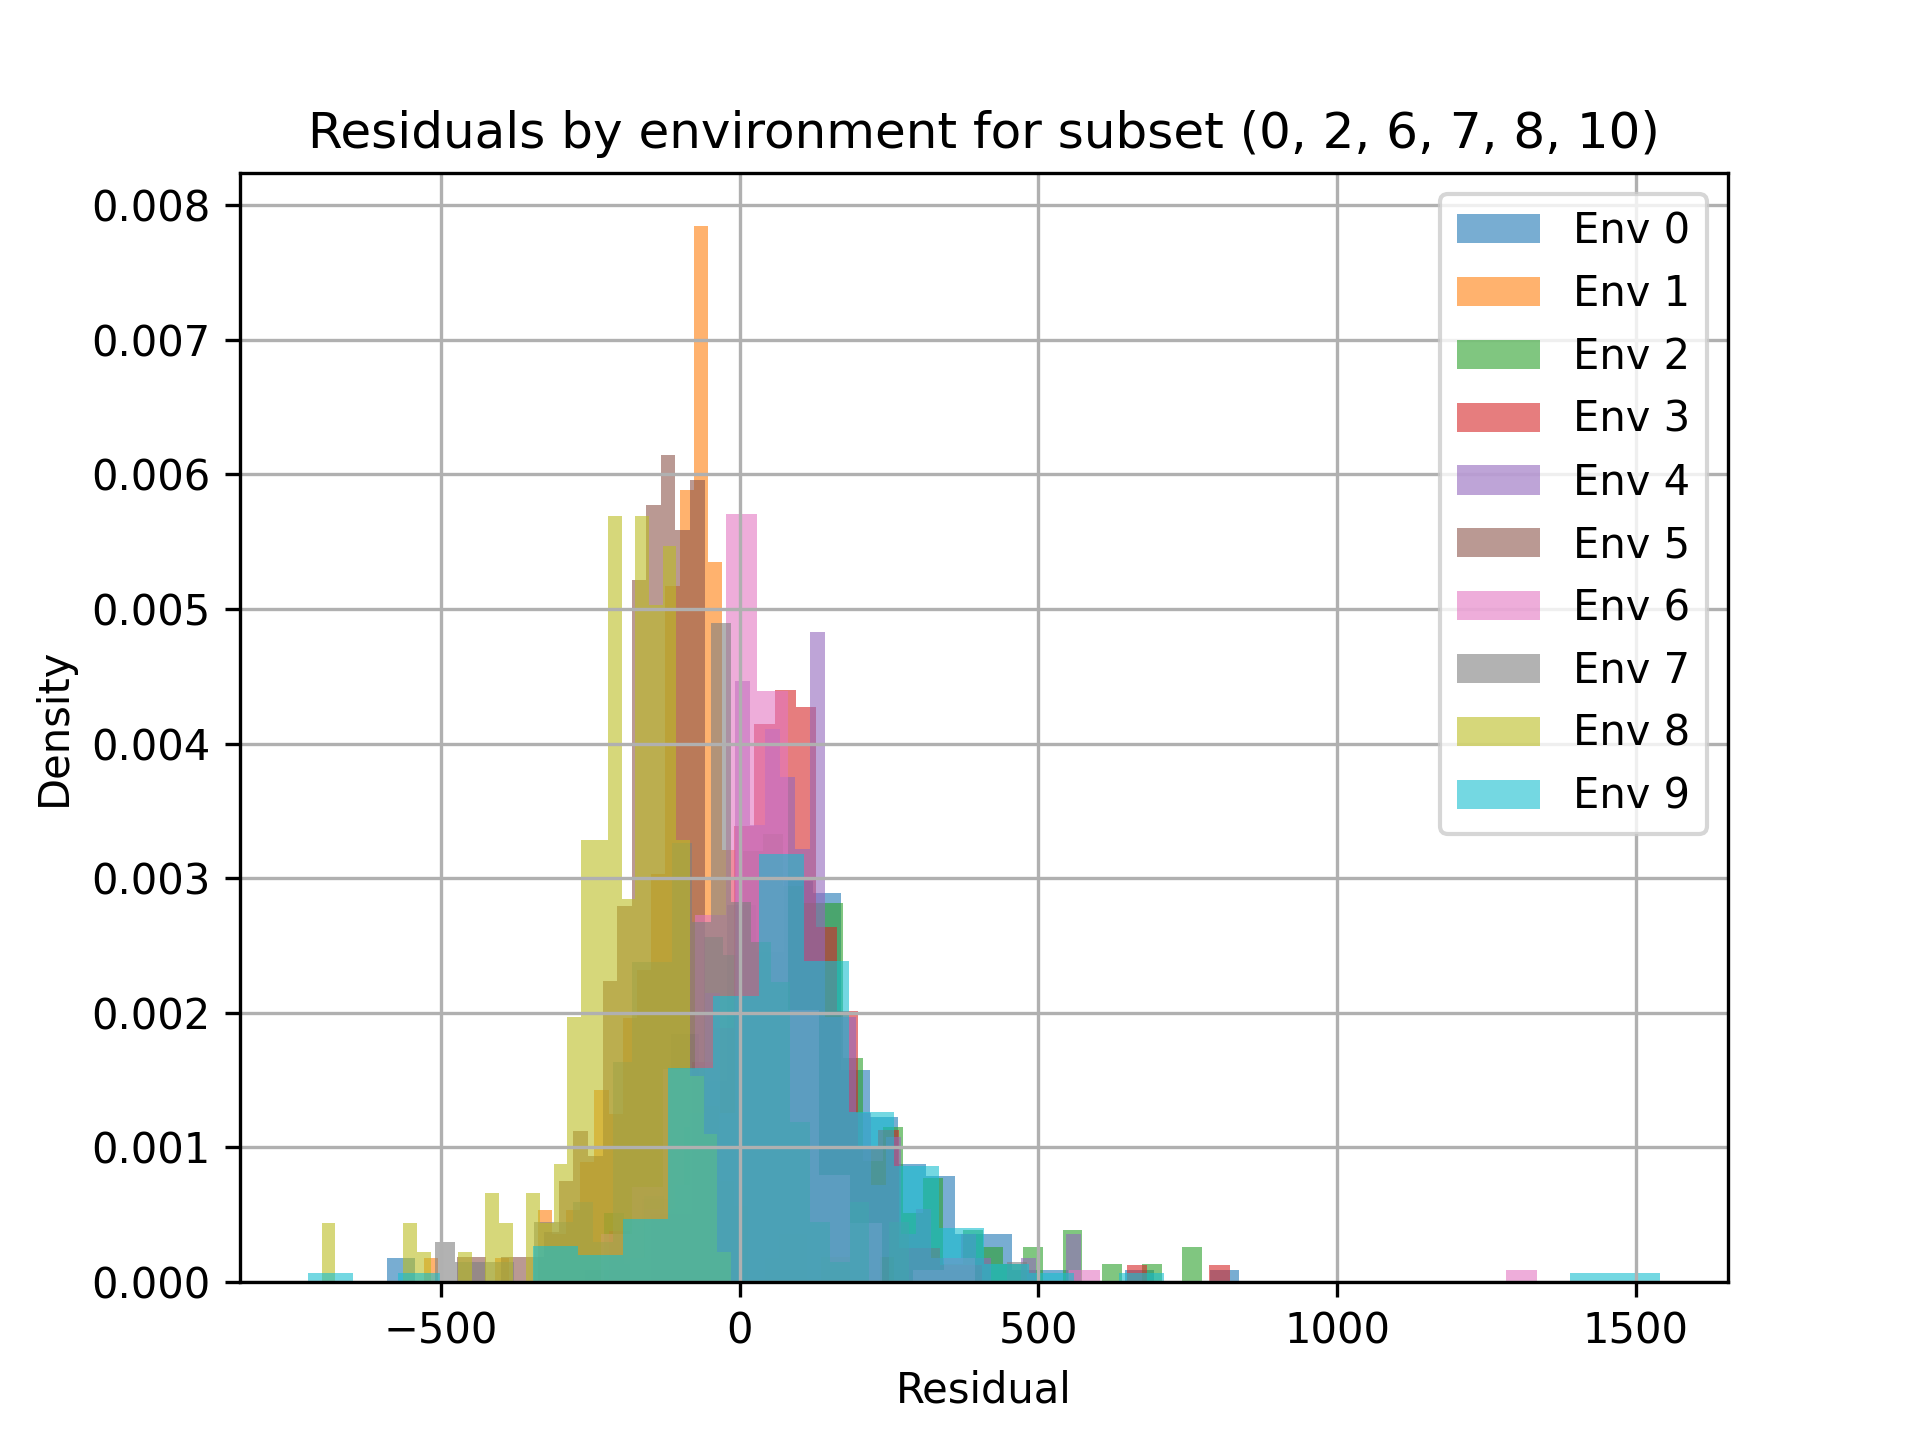 Residuals by environment for subset (0, 2, 6, 7, 8, 10)
0.008
0.007
0.006
0.005
0.004
0.003
0.002
0.001
0.000
Density
Env 0
Env 1
Env 2
Env 3
Env 4
Env 5
Env 6
Env 7
Env 8
Env 9
−500 0 500 1000 1500
Residual